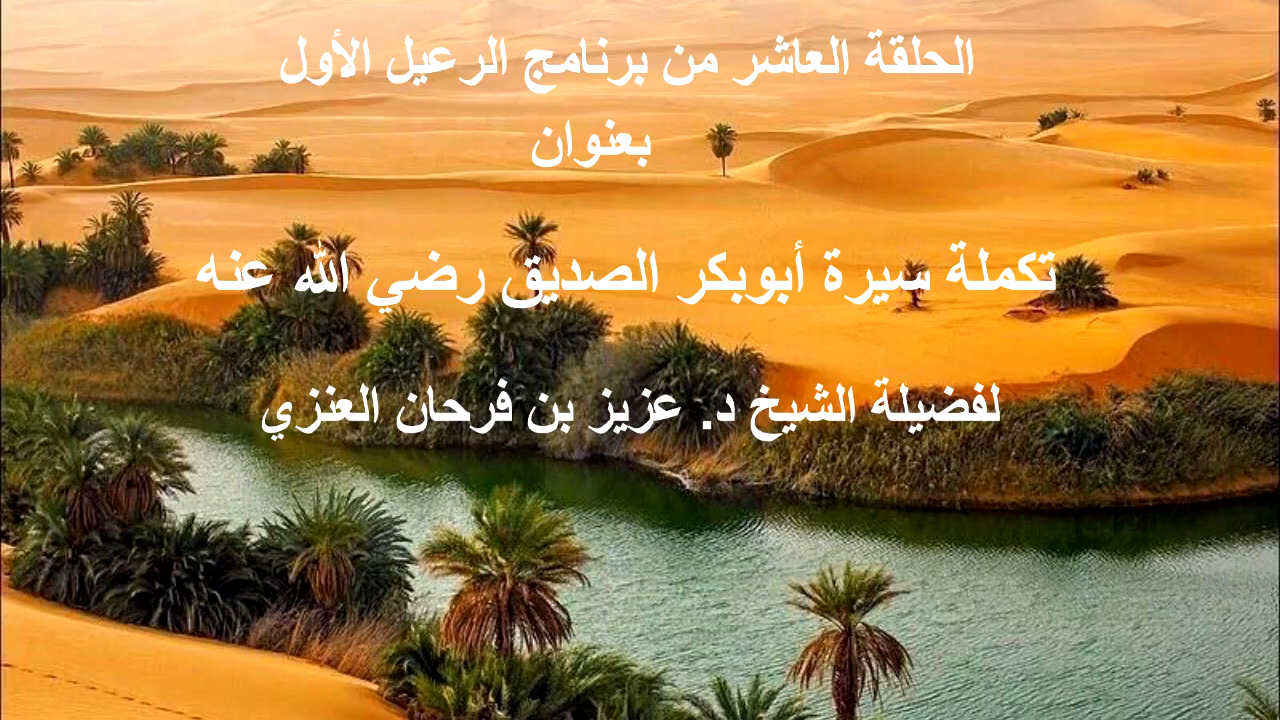 الحلقة العاشر من برنامج الرعيل الأول
بعنوان
تكملة سيرة أبوبكر الصديق رضي الله عنه
لفضيلة الشيخ د. عزيز بن فرحان العنزي